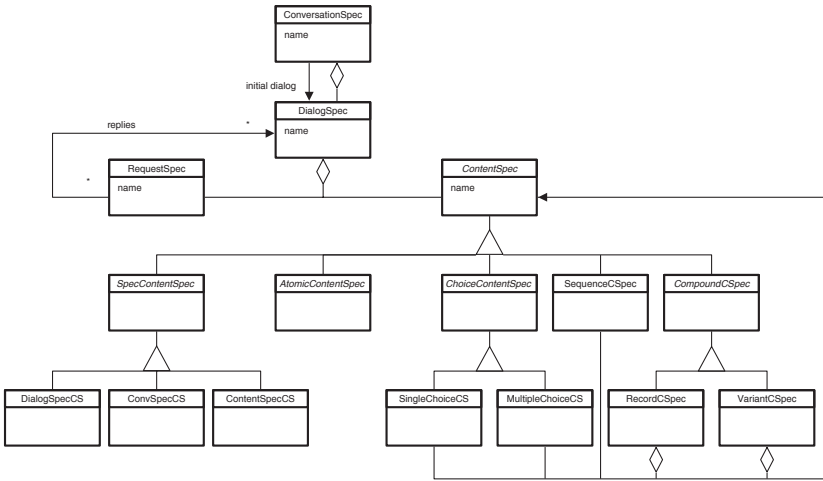 ConversationSpec
name
initial dialog
DialogSpec
name
replies
*
*
RequestSpec
name
ContentSpec
name
SpecContentSpec
AtomicContentSpec
ChoiceContentSpec
SequenceCSpec
CompoundCSpec
DialogSpecCS
ConvSpecCS
ContentSpecCS
SingleChoiceCS
MultipleChoiceCS
RecordCSpec
VariantCSpec